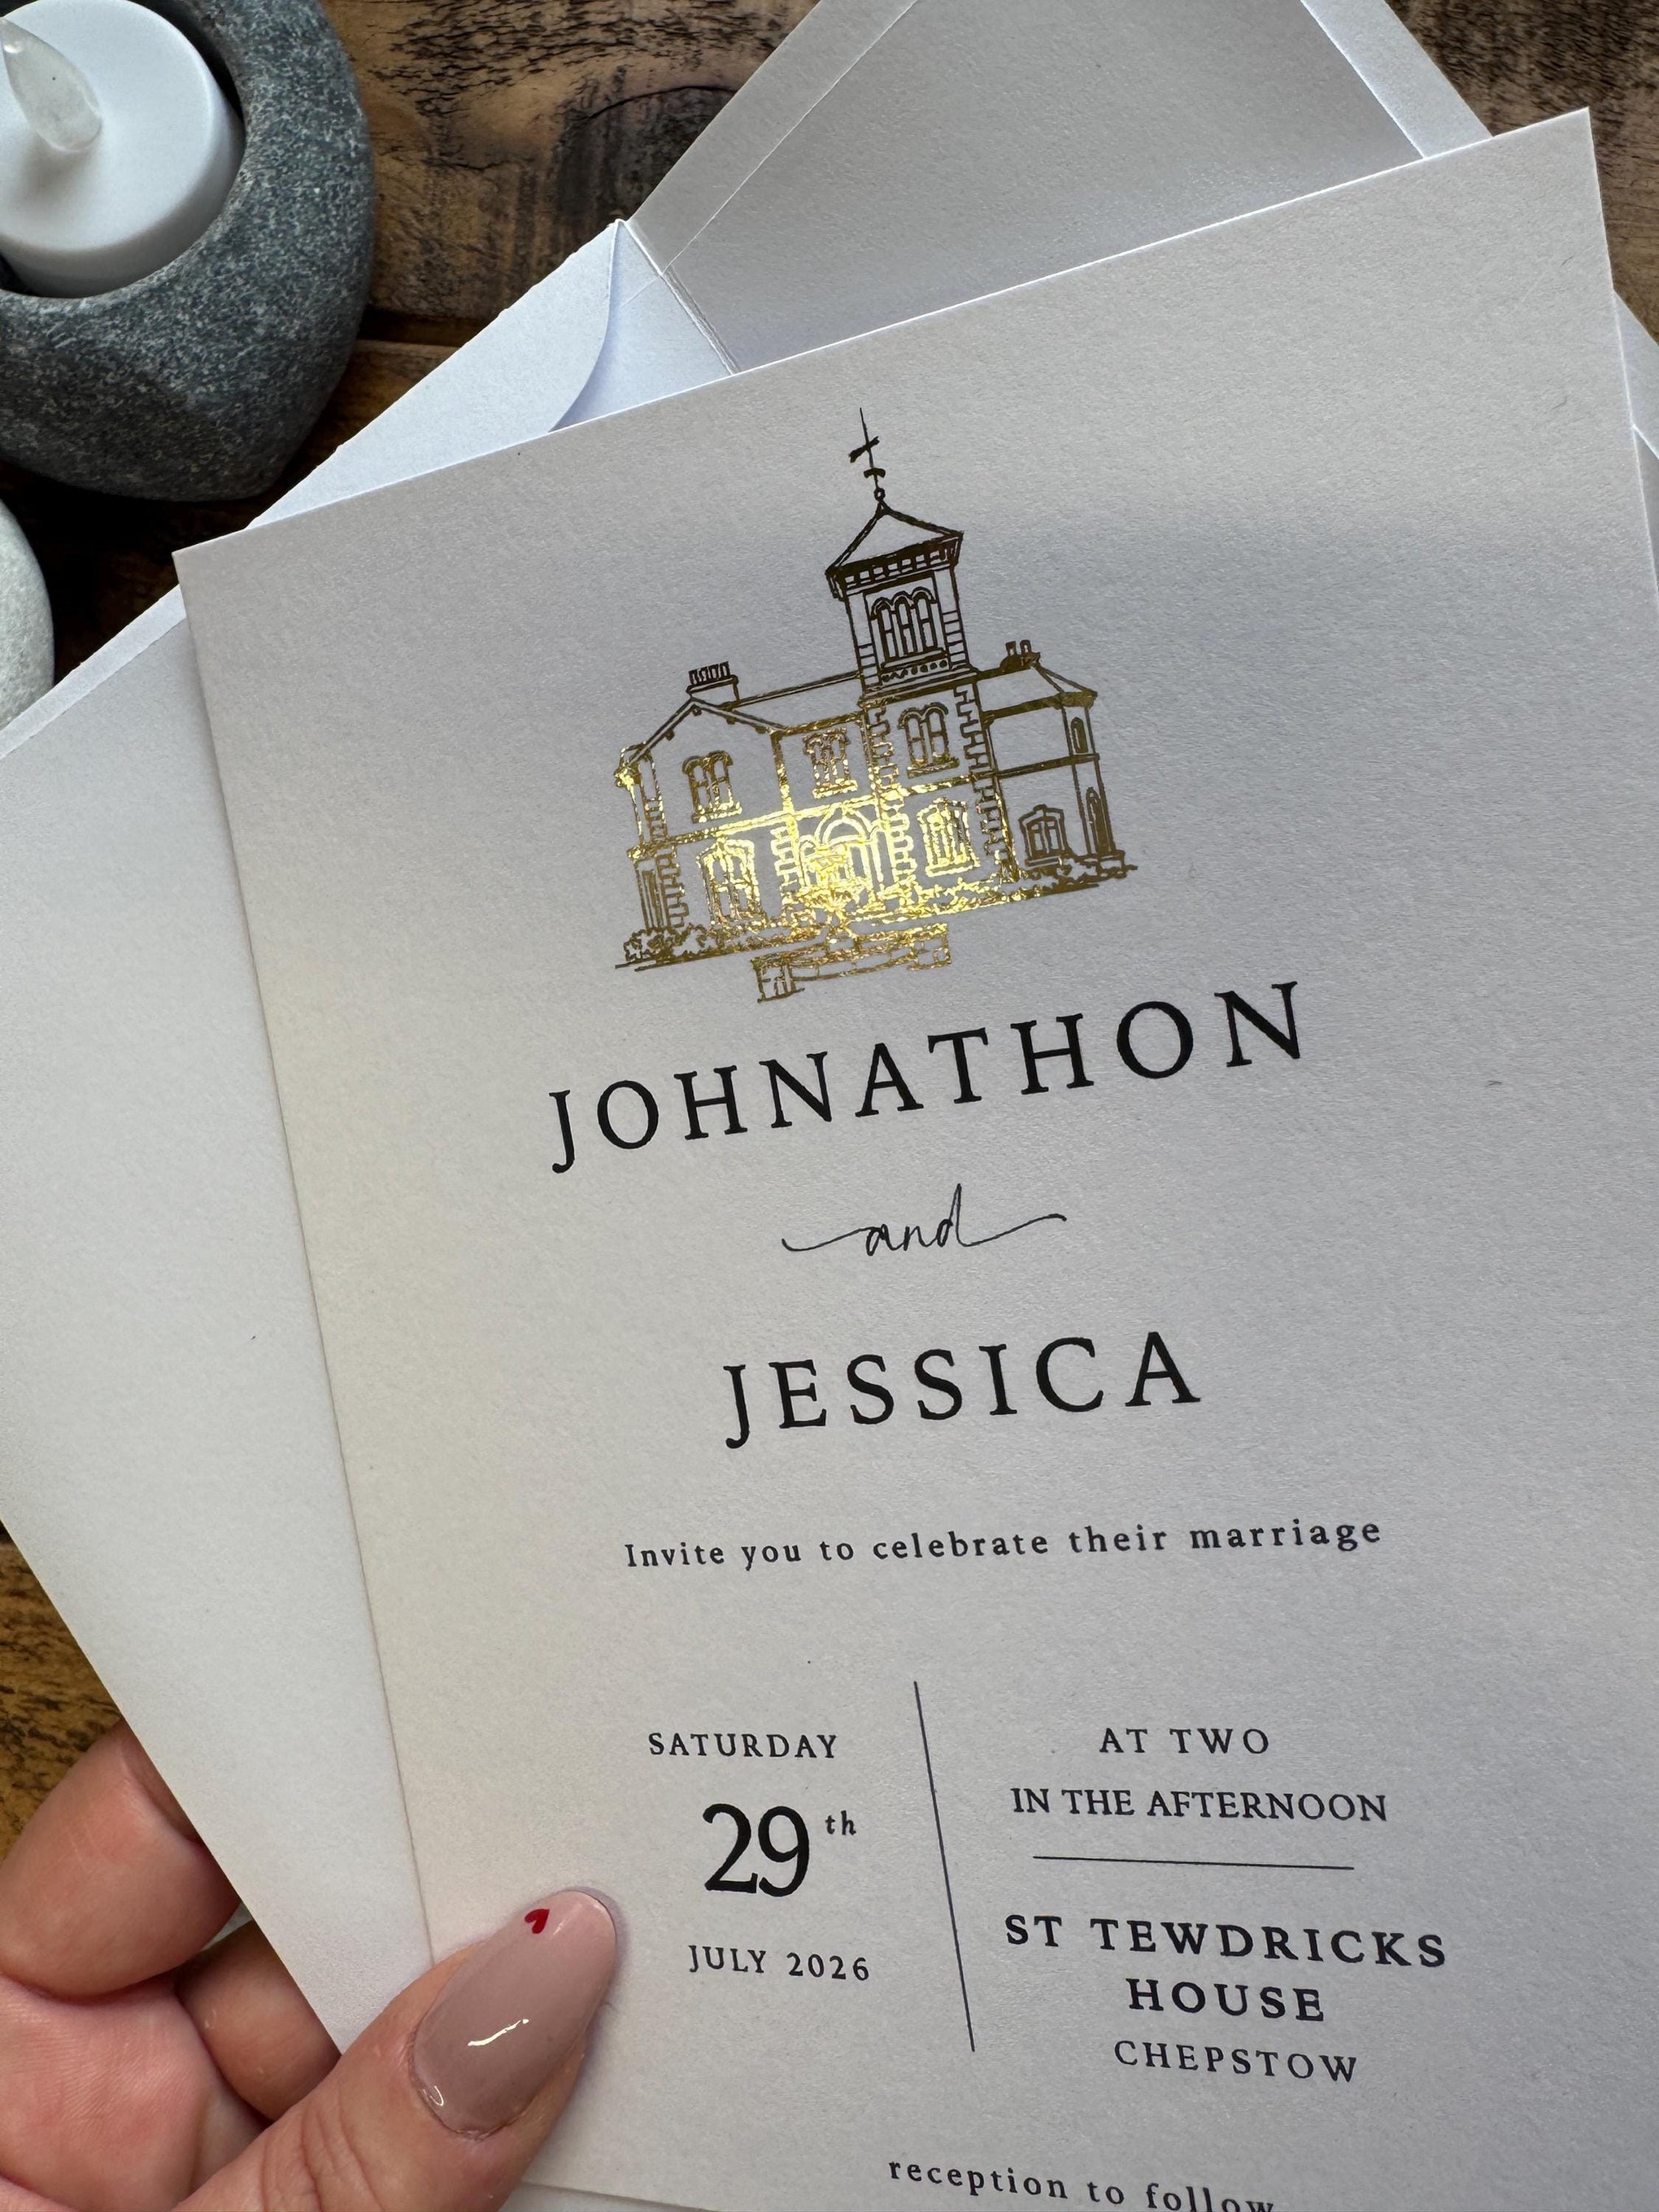 JOHNATHON
and
JESSICA
Invite you to celebrate their marriage
SATURDAY
29th
JULY 2026
AT TWO
IN THE AFTERNOON
ST TEWDRICKS
HOUSE
CHEPSTOW
reception to follow